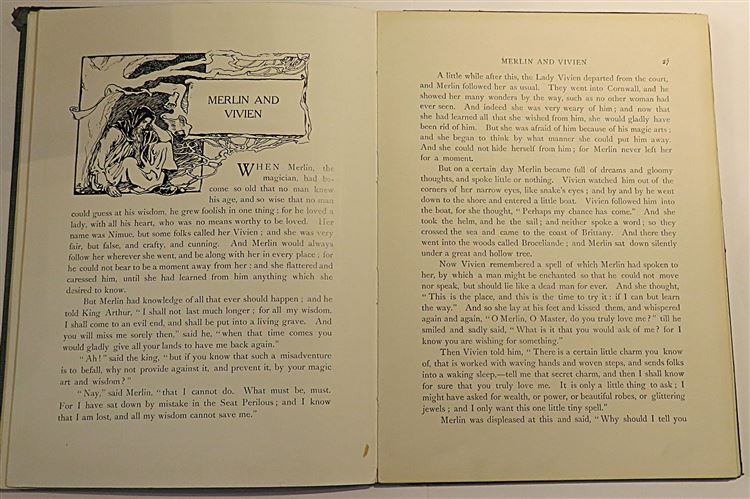 MERLIN AND
VIVIEN
WHEN Merlin, the
magician, had be-
come so old that no man knew
his age, and so wise that no man
could guess at his wisdom, he grew foolish in one thing: for he loved a
lady, with all his heart, who was no means worthy to be loved. Her
name was Nimue, but some folks called her Vivien; and she was very
fair, but false, and crafty, and cunning. And Merlin would always
follow her wherever she went, and be along with her in every place; for
he could not bear to be a moment away from her; and she flattered and
caressed him, until she had learned from him anything which she
desired to know.
But Merlin had knowledge of all that ever should happen; and he
told King Arthur, "I shall not last much longer; for all my wisdom,
I shall come to an evil end, and shall be put into a living grave. And
you will miss me sorely then," said he, "when that time comes you
would gladly give all your lands to have me back again."
"Ah!" said the king, "but if you know that such a misadventure
is to befall, why not provide against it, and prevent it, by your magic
art and wisdom?"
"Nay," said Merlin, "that I cannot do. What must be, must.
For I have sat down by mistake in the Seat Perilous; and I know
that I am lost, and all my wisdom cannot save me."
MERLIN AND VIVIEN 27
A little while after this, the Lady Vivien departed from the court,
and Merlin followed her as usual. They went into Cornwall, and he
showed her many wonders by the way, such as no other woman had
ever seen. And indeed she was very weary of him; and now that
she had learned all that she wished from him, she would gladly have
been rid of him. But she was afraid of him because of his magic arts;
and she began to think by what manner she could put him away.
And she could not hide herself from him; for Merlin never left her
for a moment.
But on a certain day Merlin became full of dreams and gloomy
thoughts, and spoke little or nothing. Vivien watched him out of the
corners of her narrow eyes, like snake's eyes; and by and by he went
down to the shore and entered a little boat. Vivien followed him into
the boat, for she thought, "Perhaps my chance has come." And she
took the helm, and he the sail; and neither spoke a word; so they
crossed the sea and came to the coast of Brittany. And there they
went into the woods called Broceliande; and Merlin sat down silently
under a great and hollow tree.
Now Vivien remembered a spell of which Merlin had spoken to
her, by which a man might be enchanted so that he could not move
nor speak, but should lie like a dead man for ever. And she thought,
"This is the place, and this is the time to try it: if I can but learn
the way." And so she lay at his feet and kissed them, and whispered
again and again, "O Merlin, O Master, do you truly love me?" till he
smiled and sadly said, "What is it that you would ask of me? for I
know you are wishing for something."
Then Vivien told him, "There is a certain little charm you know
of, that is worked with waving hands and woven steps, and sends folks
into a waking sleep,—tell me that secret charm, and then I shall know
for sure that you truly love me. It is only a little thing to ask; I
might have asked for wealth, or power, or beautiful robes, or glittering
jewels; and I only want this one little tiny spell."
Merlin was displeased at this and said, "Why should I tell you